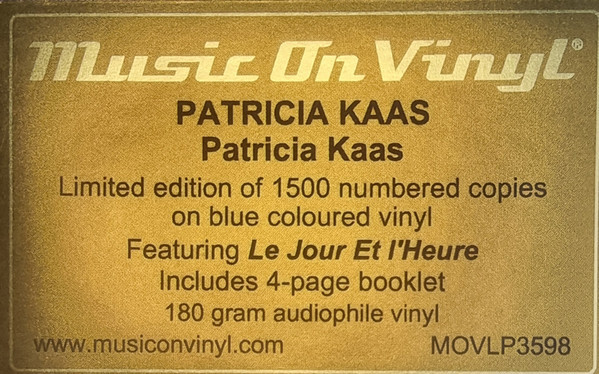 Music On Vinyl®
PATRICIA KAAS
Patricia Kaas
Limited edition of 1500 numbered copies
on blue coloured vinyl
Featuring Le Jour Et l'Heure
Includes 4-page booklet
180 gram audiophile vinyl
www.musiconvinyl.com MOVLP3598